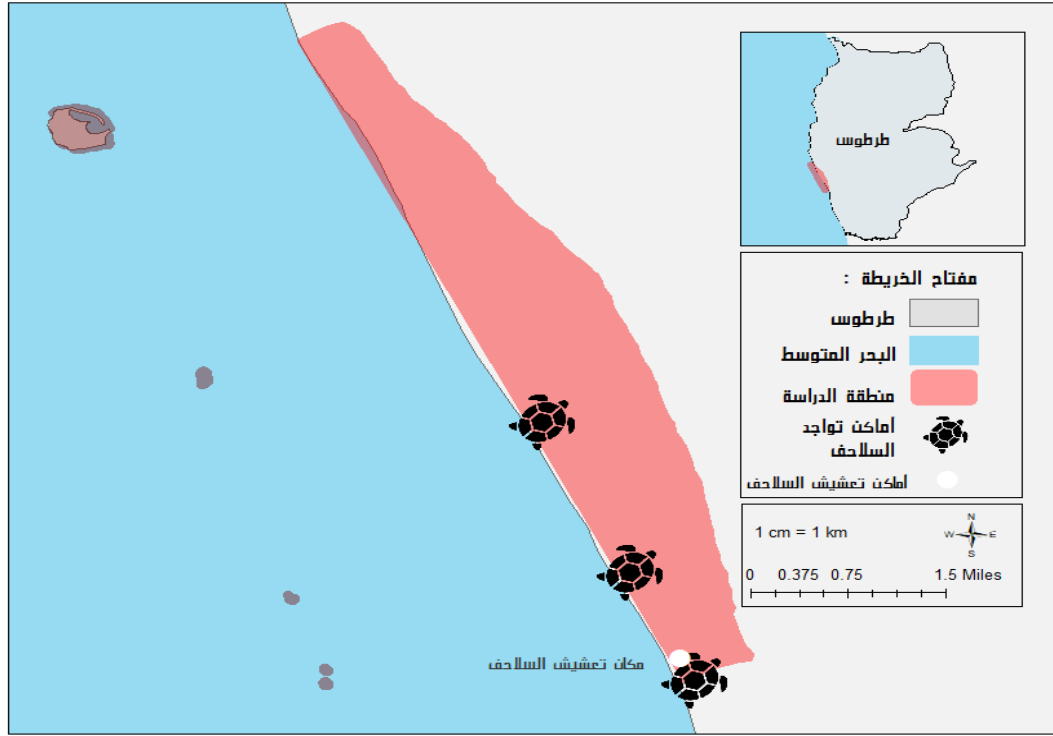 طرطوس
مفتاح الخريطة :
طرطوس
البحر المتوسط
منطقة الدراسة
أماكن تواجد
السلاحف
أماكن تعشيش السلاحف
1 cm = 1 km
N
W E
S
0 0.375 0.75 1.5 Miles
مكان تعشيش السلاحف